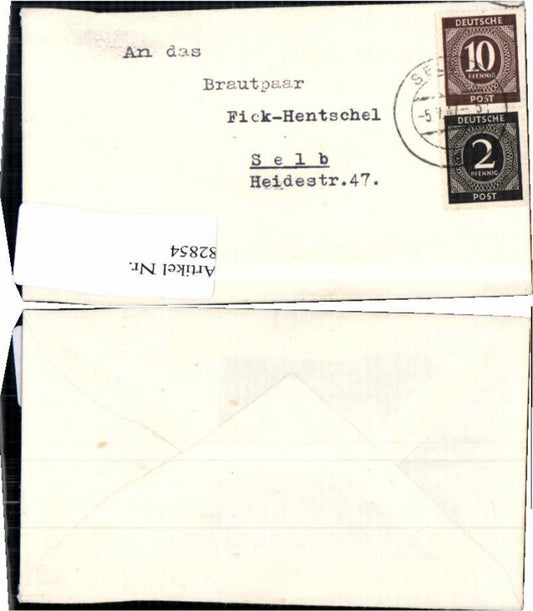 An das
Brautpaar
Fick-Hentschel
Selb
Heidestr.47.
DEUTSCHE
10
PFENNIG
POST
DEUTSCHE
2
PFENNIG
POST
Artikel Nr.
82854